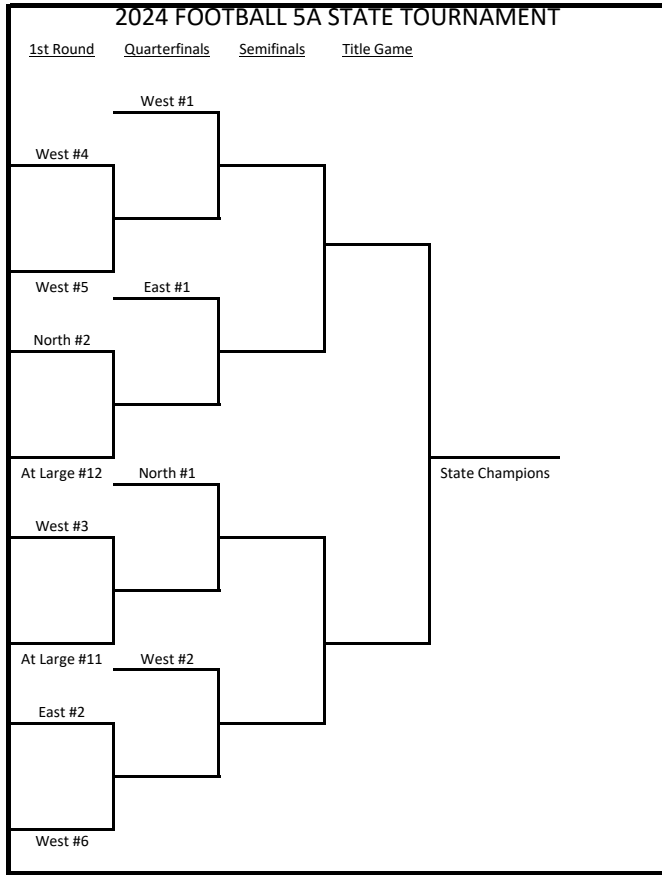 2024 FOOTBALL 5A STATE TOURNAMENT
1st Round Quarterfinals Semifinals Title Game
West #1
West #4
West #5 East #1
North #2
At Large #12 North #1 State Champions
West #3
At Large #11 West #2
East #2
West #6